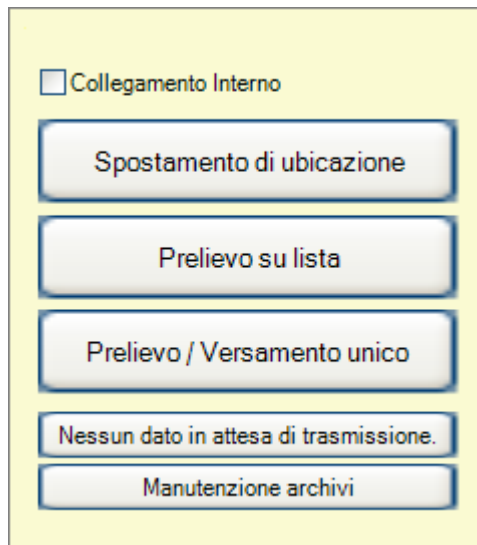 Collegamento Interno
Spostamento di ubicazione
Prelievo su lista
Prelievo / Versamento unico
Nessun dato in attesa di trasmissione.
Manutenzione archivi